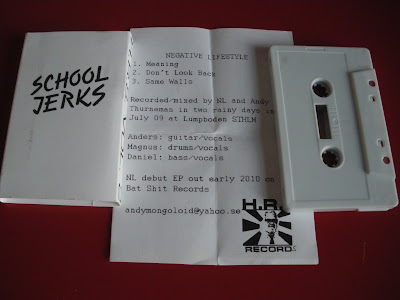 SCHOOL
JERKS
NEGATIVE LIFESTYLE
1. Meaning
2. Don't Look Back
3. Same Walls
Recorded/mixed by NL and Andy
Thurneman in two rainy days in
July 09 at Lumpboden STHLM
Anders: guitar/vocals
Magnus: drums/vocals
Daniel: bass/vocals
NL debut EP out early 2010 on
Bat Shit Records
andymongoloid@yahoo.se
H.R.
RECORDS